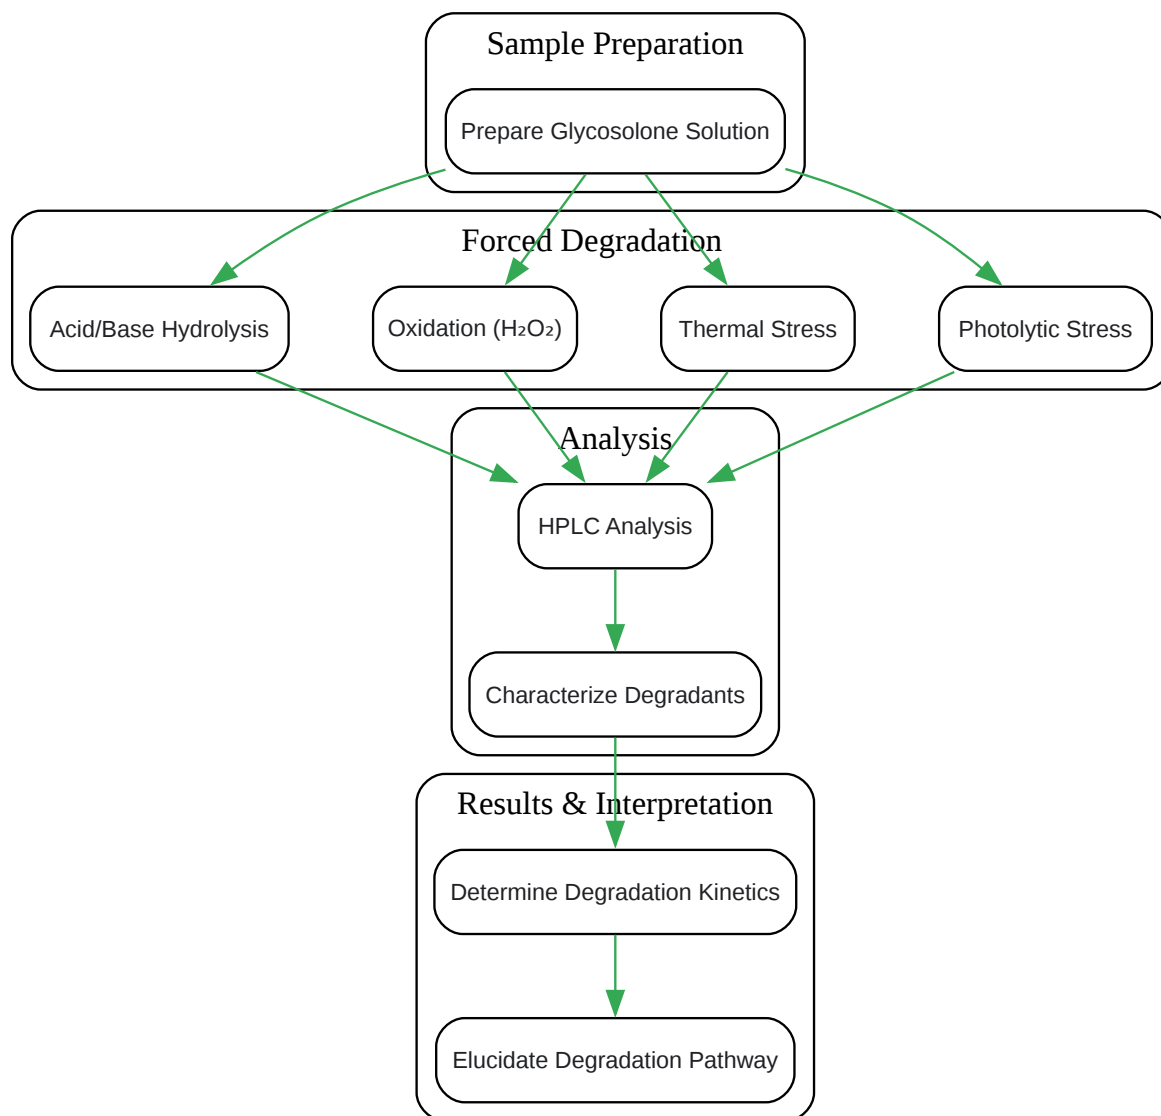 Sample Preparation
Prepare Glycosolone Solution
Forced Degradation
Acid/Base Hydrolysis
Oxidation (H₂O₂)
Thermal Stress
Photolytic Stress
Analysis
HPLC Analysis
Characterize Degradants
Results & Interpretation
Determine Degradation Kinetics
Elucidate Degradation Pathway